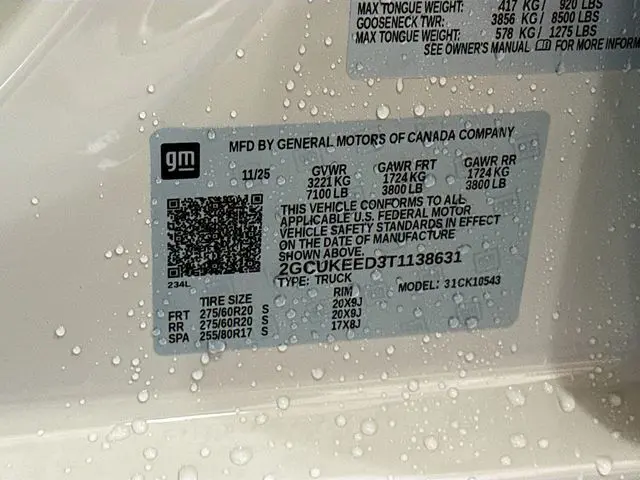 MAX TONGUE WEIGHT: 417 KG / 920 LBS
GOOSENECK TWR: 3856 KG / 8500 LBS
MAX TONGUE WEIGHT: 578 KG / 1275 LBS
SEE OWNER'S MANUAL FOR MORE INFORM
gm
MFD BY GENERAL MOTORS OF CANADA COMPANY
11/25 GVWR GAWR FRT GAWR RR
3221 KG 1724 KG 1724 KG
7100 LB 3800 LB 3800 LB
THIS VEHICLE CONFORMS TO ALL
APPLICABLE U.S. FEDERAL MOTOR
VEHICLE SAFETY STANDARDS IN EFFECT
ON THE DATE OF MANUFACTURE
SHOWN ABOVE.
2GCUKEED3T1138631
TYPE: TRUCK MODEL: 31CK10543
234L
TIRE SIZE RIM
FRT 275/60R20 S 20X9J
RR 275/60R20 S 20X9J
SPA 255/80R17 S 17X8J